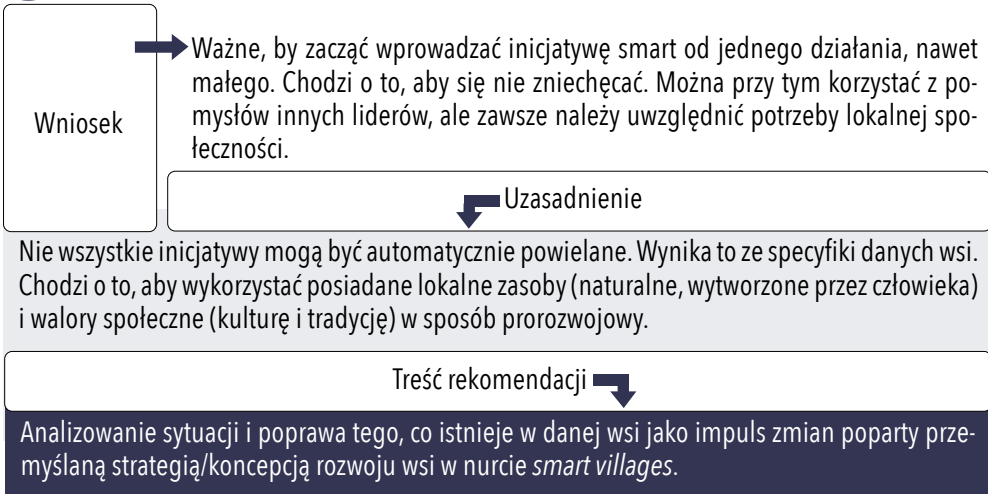 Wniosek
Ważne, by zacząć wprowadzać inicjatywę smart od jednego działania, nawet
małego. Chodzi o to, aby się nie zniechęcać. Można przy tym korzystać z po-
mysłów innych liderów, ale zawsze należy uwzględnić potrzeby lokalnej spo-
łeczności.
Uzasadnienie
Nie wszystkie inicjatywy mogą być automatycznie powielane. Wynika to ze specyfiki danych wsi.
Chodzi o to, aby wykorzystać posiadane lokalne zasoby (naturalne, wytworzone przez człowieka)
i walory społeczne (kulturę i tradycję) w sposób prorozwojowy.
Treść rekomendacji
Analizowanie sytuacji i poprawa tego, co istnieje w danej wsi jako impuls zmian poparty prze-
myślaną strategią/koncepcją rozwoju wsi w nurcie smart villages.